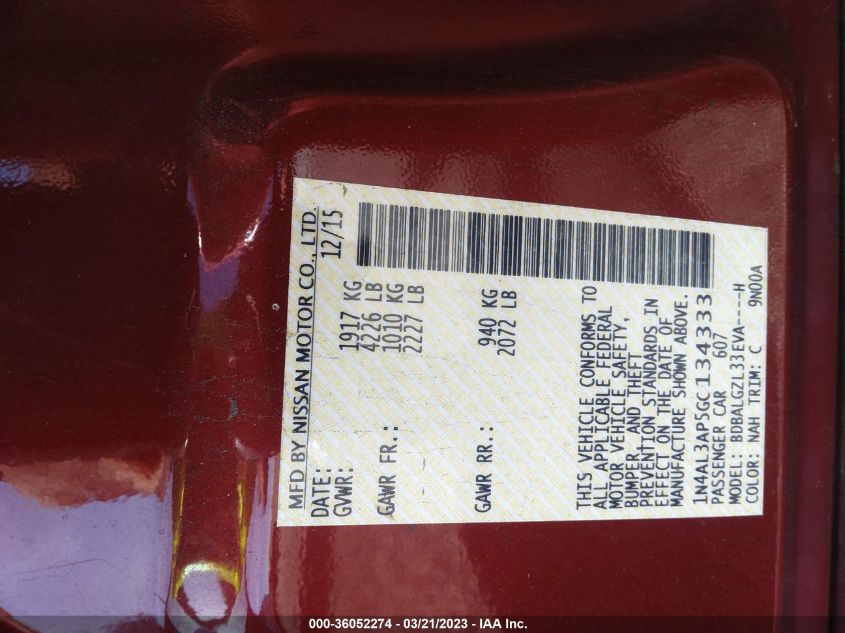 MFD BY NISSAN MOTOR CO., LTD.
DATE: 12/15
GVWR: 1917 KG
4226 LB
GAWR FR.: 1010 KG
2227 LB
GAWR RR.: 940 KG
2072 LB
THIS VEHICLE CONFORMS TO
ALL APPLICABLE FEDERAL
MOTOR VEHICLE SAFETY,
BUMPER, AND THEFT
PREVENTION STANDARDS IN
EFFECT ON THE DATE OF
MANUFACTURE SHOWN ABOVE.
1N4AL3AP5GC134333
PASSENGER CAR 607
MODEL: BDBALGZL33EVA----H
COLOR: NAH TRIM: C 9N00A
000-36052274 - 03/21/2023 - IAA Inc.